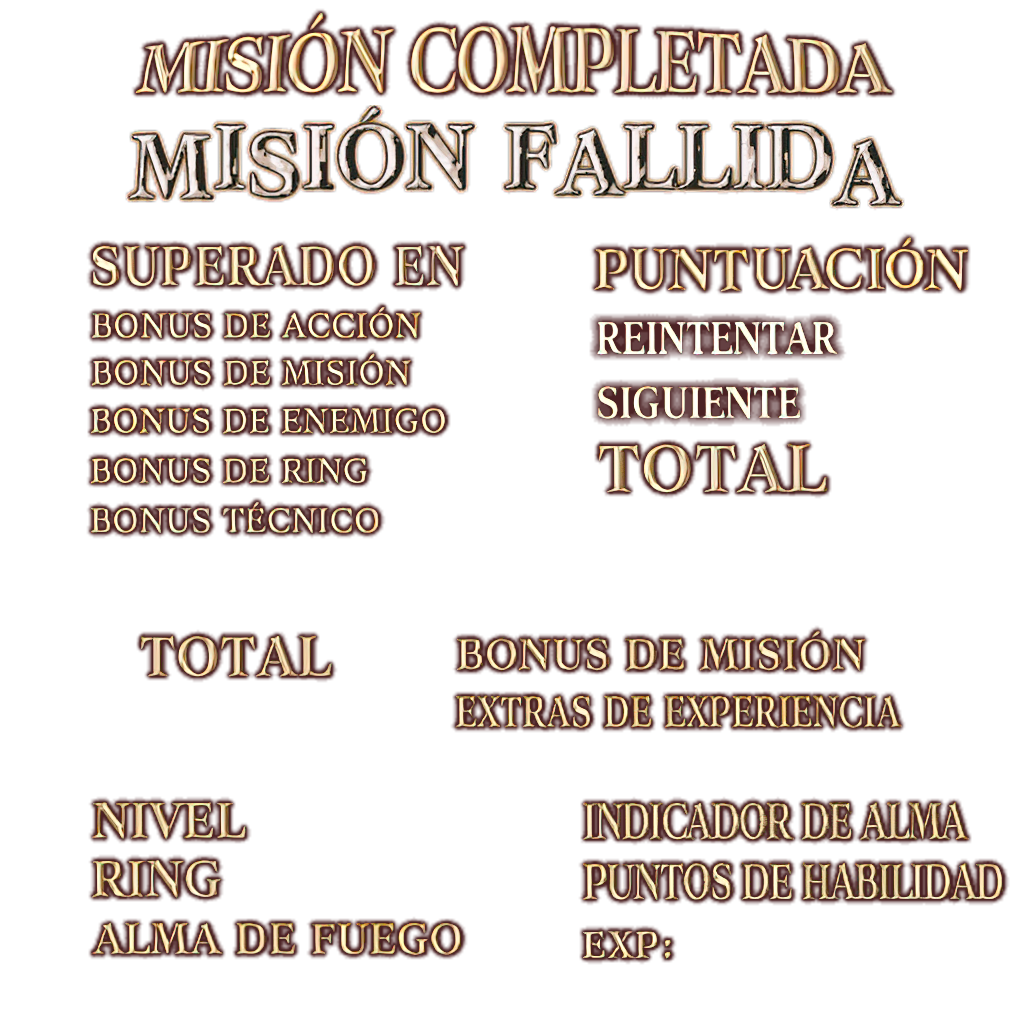 MISIÓN COMPLETADA
MISIÓN FALLIDA
SUPERADO EN
BONUS DE ACCIÓN
BONUS DE MISIÓN
BONUS DE ENEMIGO
BONUS DE RING
BONUS TÉCNICO
PUNTUACIÓN
REINTENTAR
SIGUIENTE
TOTAL
TOTAL
BONUS DE MISIÓN
EXTRAS DE EXPERIENCIA
NIVEL
RING
ALMA DE FUEGO
INDICADOR DE ALMA
PUNTOS DE HABILIDAD
EXP: